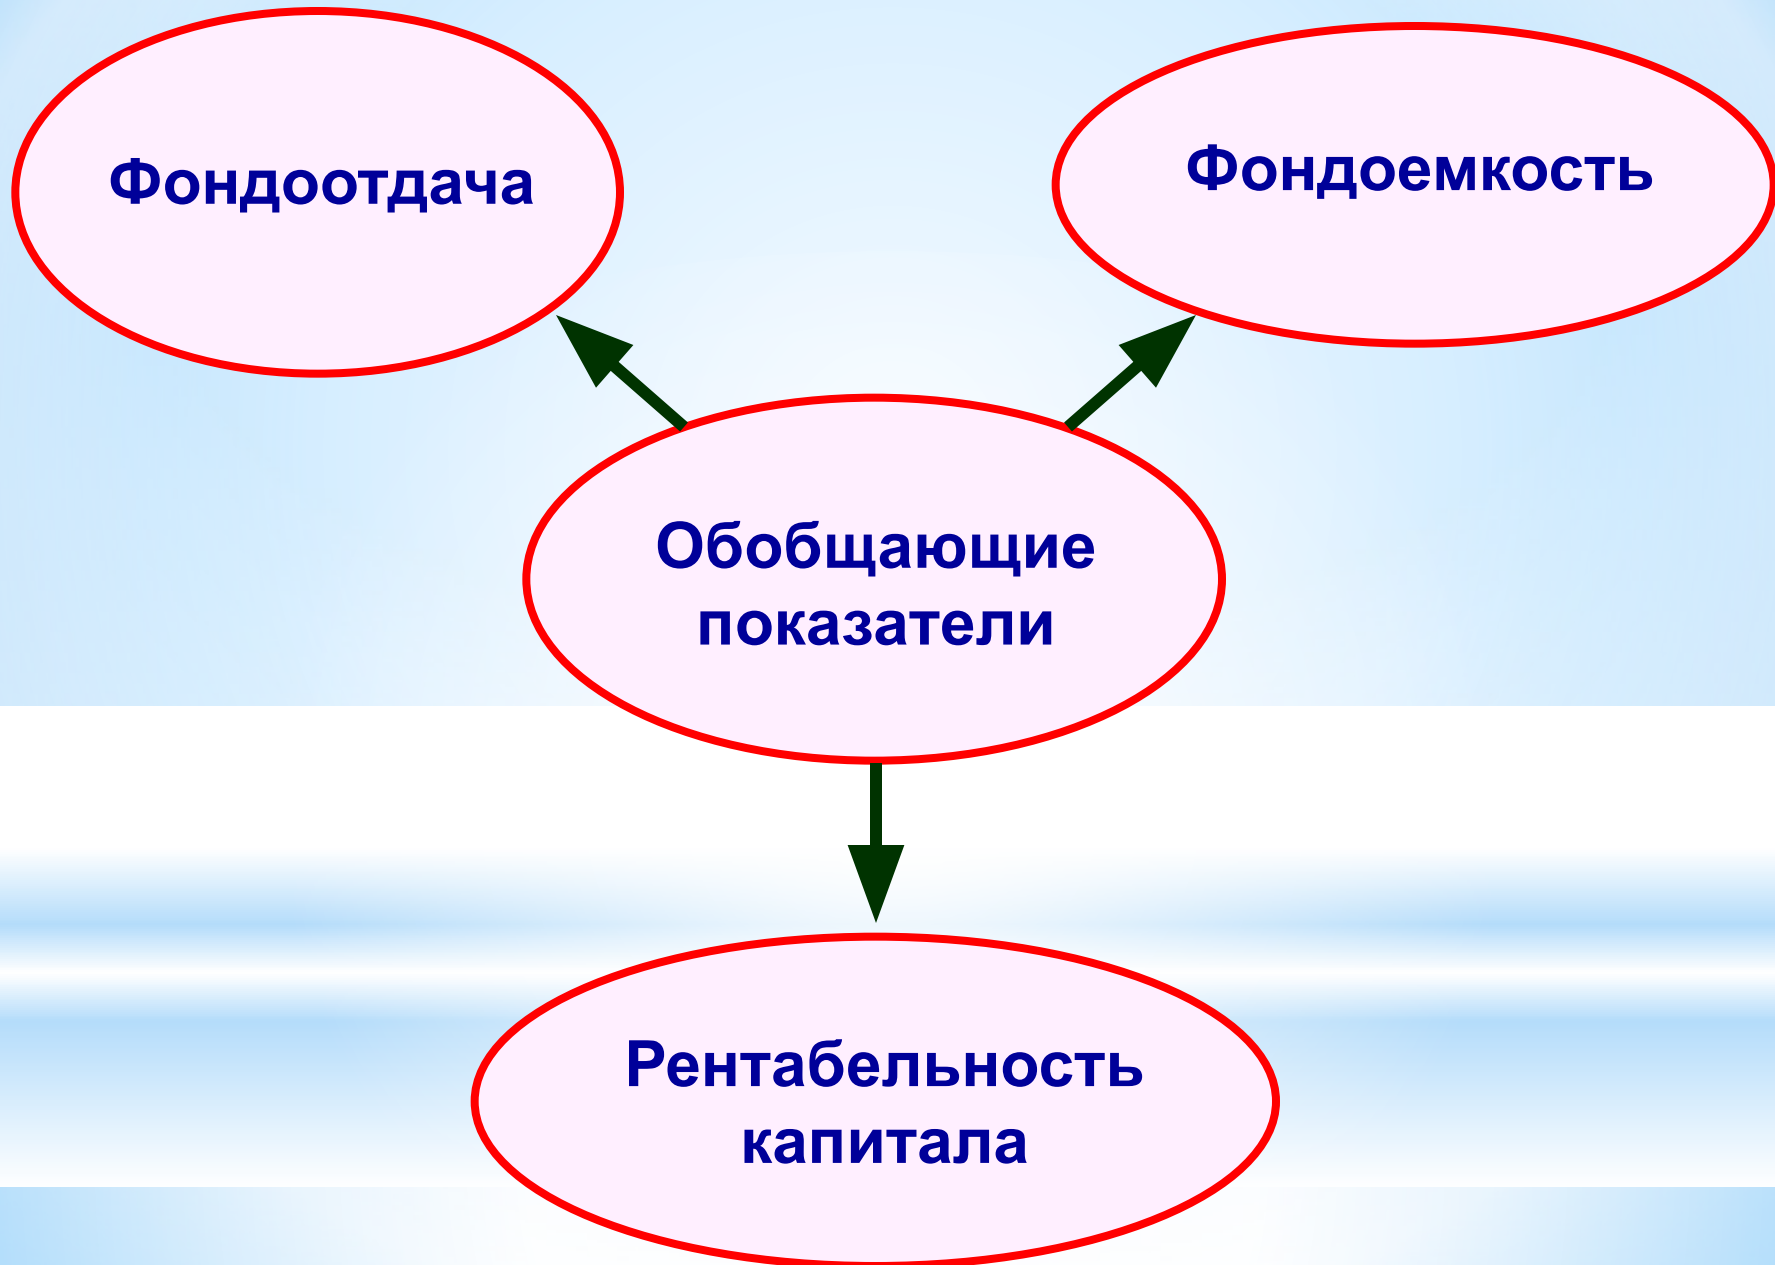 Фондоотдача
Фондоемкость
Обобщающие
показатели
Рентабельность
капитала